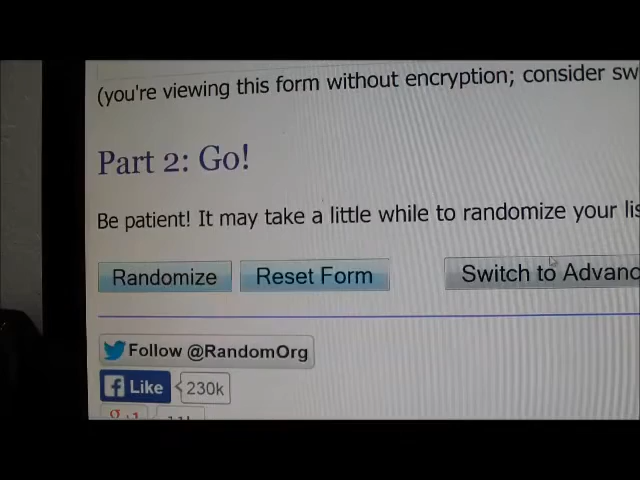 (you're viewing this form without encryption; consider sw
Part 2: Go!
Be patient! It may take a little while to randomize your lis
Randomize Reset Form Switch to Advanc
Follow @RandomOrg
Like 230k